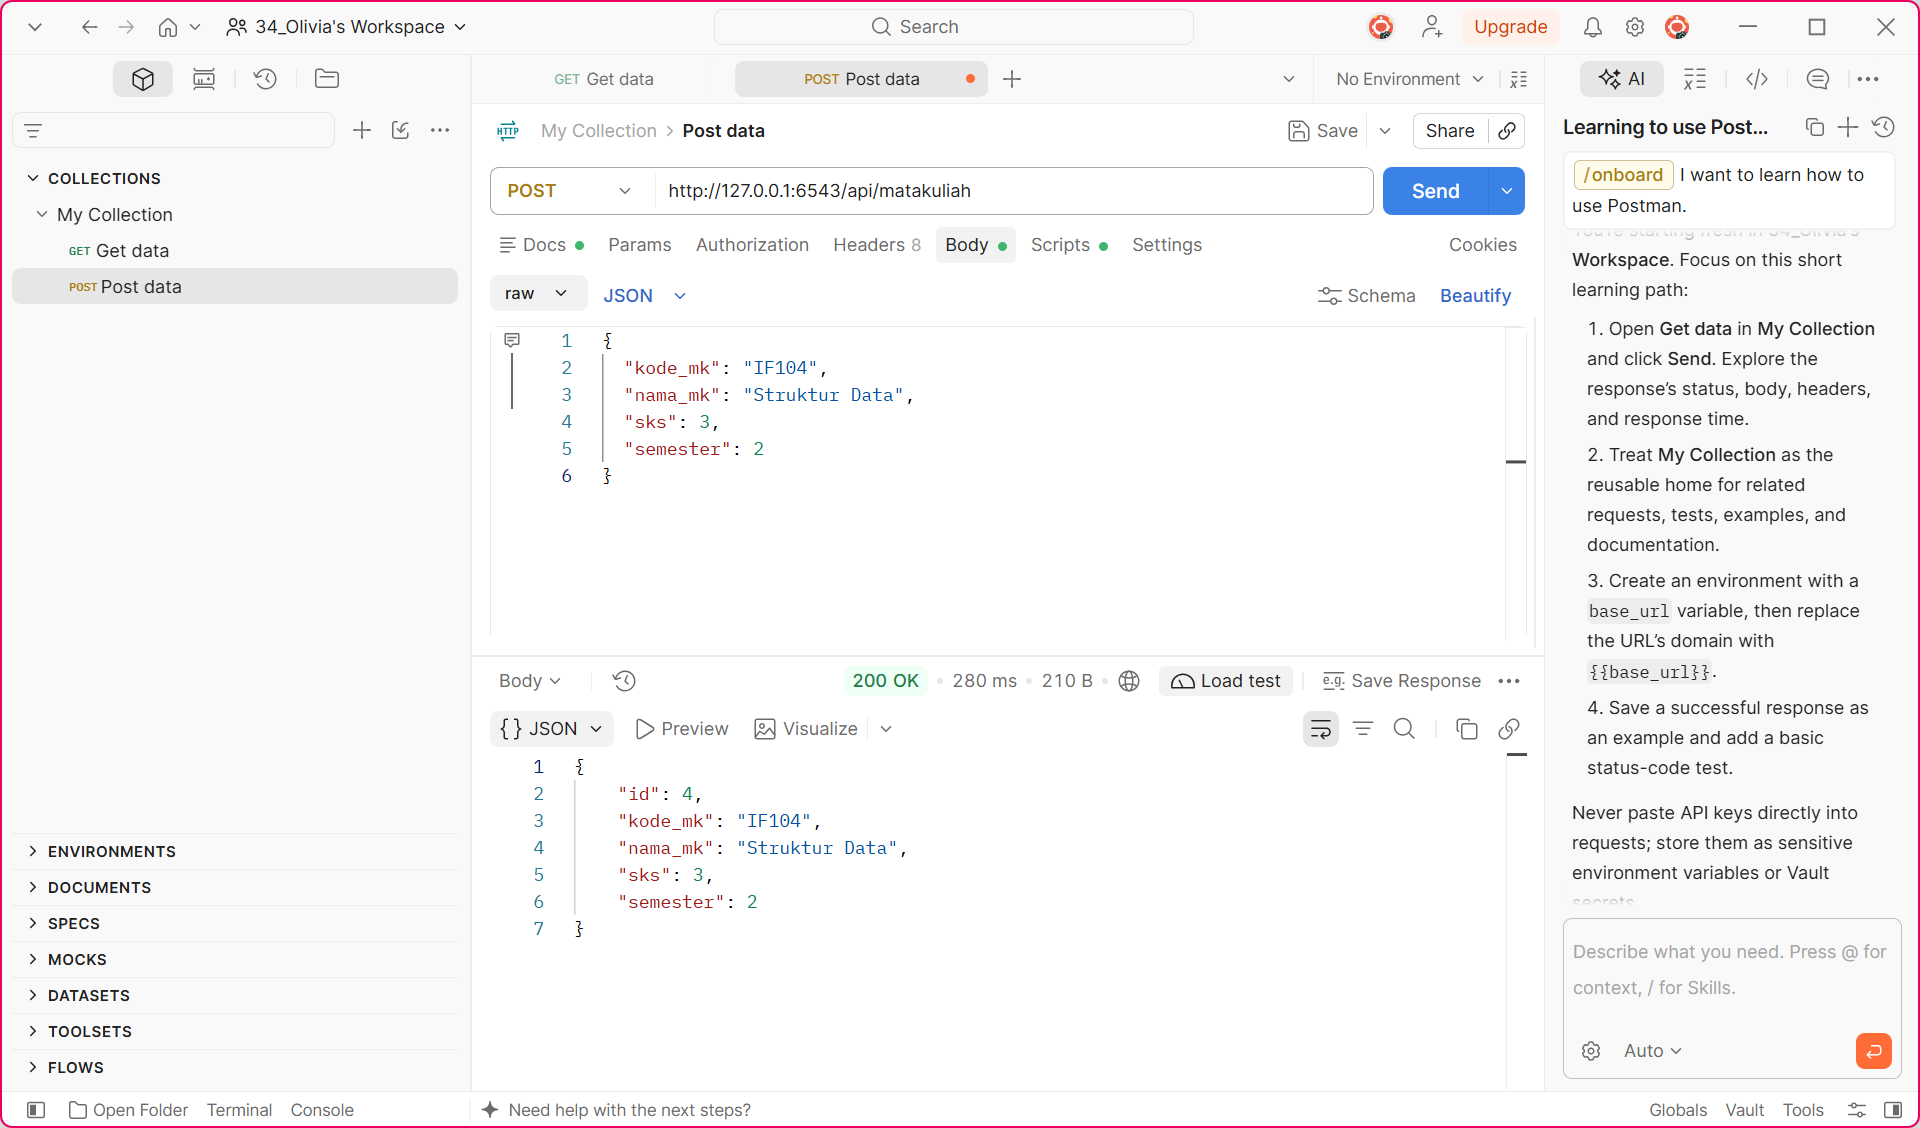 34_Olivia's Workspace
Search
Upgrade
GET Get data
POST Post data
No Environment
AI
My Collection > Post data
Save
Share
Learning to use Post...
/onboard I want to learn how to
use Postman.
COLLECTIONS
My Collection
GET Get data
POST Post data
POST
http://127.0.0.1:6543/api/matakuliah
Send
Docs
Params
Authorization
Headers 8
Body
Scripts
Settings
Cookies
raw
JSON
Schema
Beautify
1 {
2 "kode_mk": "IF104",
3 "nama_mk": "Struktur Data",
4 "sks": 3,
5 "semester": 2
6 }
Body
200 OK
280 ms
210 B
Load test
e.g. Save Response
{} JSON
Preview
Visualize
1 {
2 "id": 4,
3 "kode_mk": "IF104",
4 "nama_mk": "Struktur Data",
5 "sks": 3,
6 "semester": 2
7 }
You're starting fresh in 34_Olivia's
Workspace. Focus on this short
learning path:
1. Open Get data in My Collection
and click Send. Explore the
response’s status, body, headers,
and response time.
2. Treat My Collection as the
reusable home for related
requests, tests, examples, and
documentation.
3. Create an environment with a
base_url variable, then replace
the URL’s domain with
{{base_url}}.
4. Save a successful response as
an example and add a basic
status-code test.
Never paste API keys directly into
requests; store them as sensitive
environment variables or Vault
secrets
Describe what you need. Press @ for
context, / for Skills.
Auto
ENVIRONMENTS
DOCUMENTS
SPECS
MOCKS
DATASETS
TOOLSETS
FLOWS
Open Folder
Terminal
Console
Need help with the next steps?
Globals
Vault
Tools
HTTP